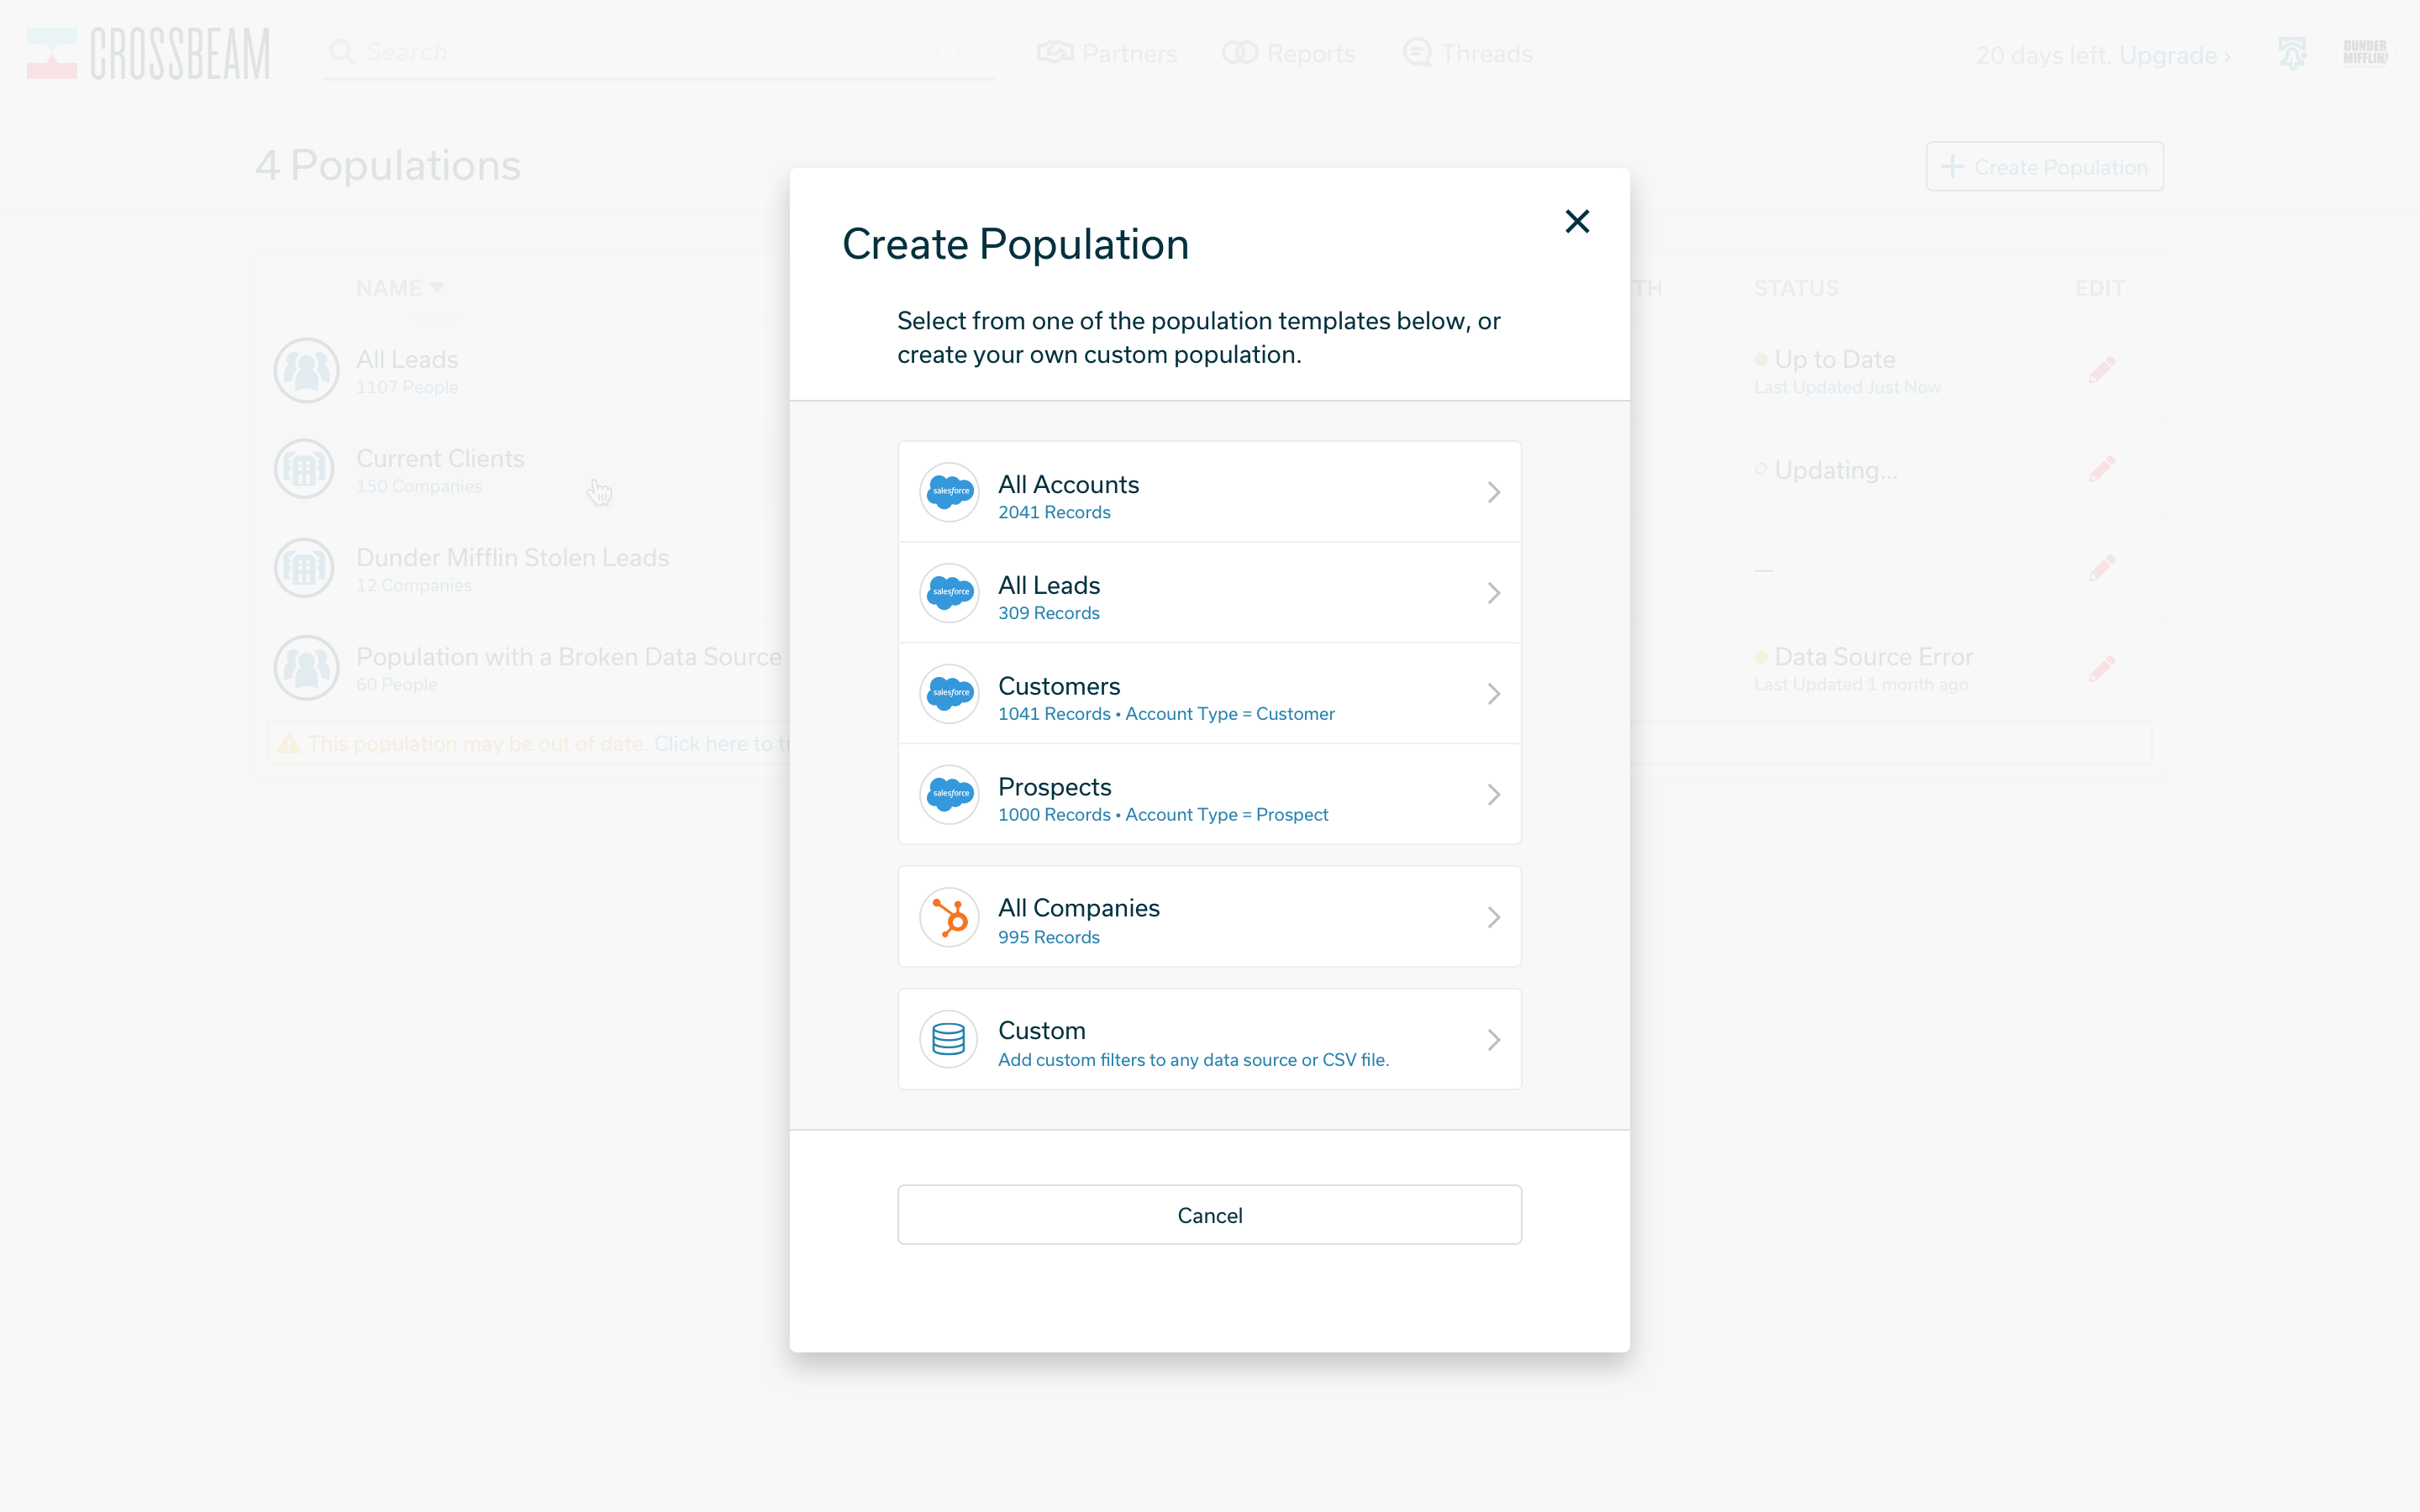 CROSSBEAM
Search
ctrl /
Partners
Reports
Threads
20 days left. Upgrade ›
DUNDER
MIFFLIN
4 Populations
Create Population
NAME
TH
STATUS
EDIT
All Leads
1107 People
Up to Date
Last Updated Just Now
Current Clients
150 Companies
Updating...
Dunder Mifflin Stolen Leads
12 Companies
—
Population with a Broken Data Source
60 People
Data Source Error
Last Updated 1 month ago
This population may be out of date. Click here to
Create Population
Select from one of the population templates below, or
create your own custom population.
salesforce
All Accounts
2041 Records
salesforce
All Leads
309 Records
salesforce
Customers
1041 Records • Account Type = Customer
salesforce
Prospects
1000 Records • Account Type = Prospect
All Companies
995 Records
Custom
Add custom filters to any data source or CSV file.
Cancel